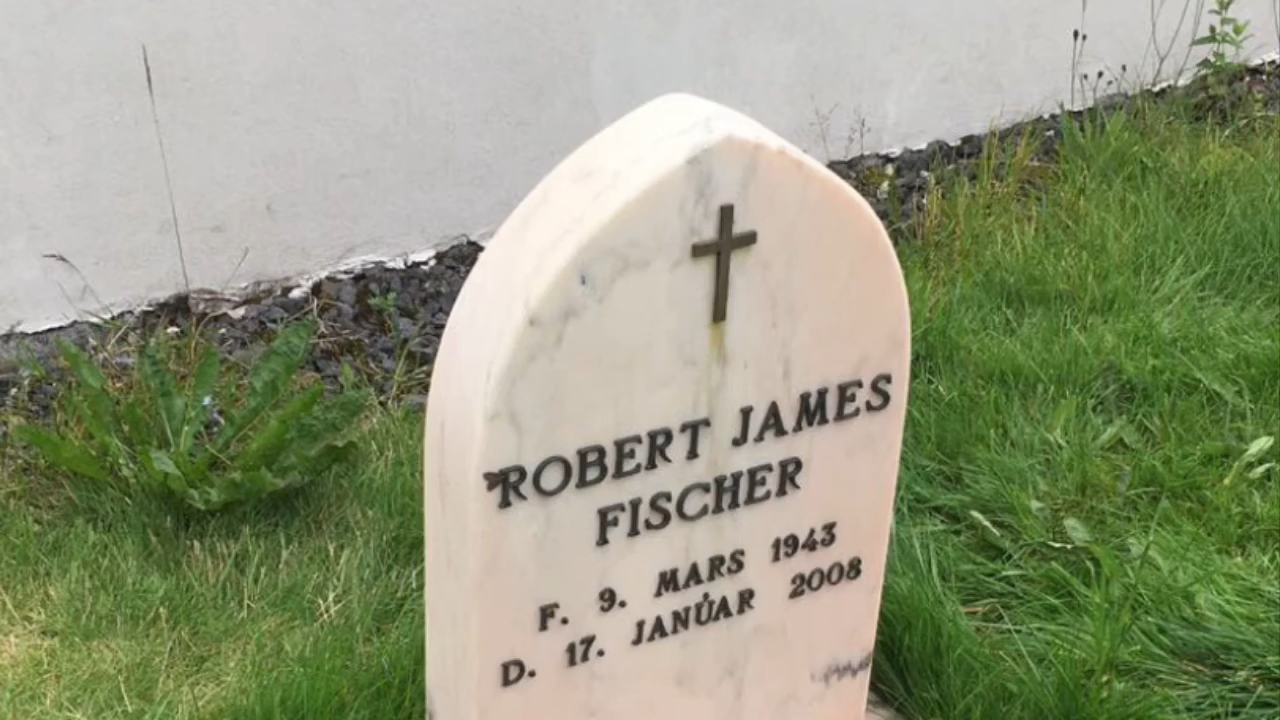 ROBERT JAMES
FISCHER
F. 9. MARS 1943
D. 17. JANÚAR 2008